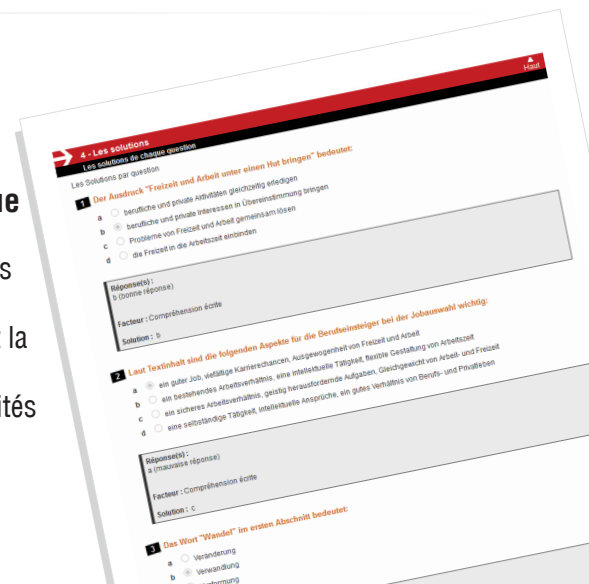 ue
s
t la
ités
4 - Les solutions
Haut
Les solutions de chaque question
Les Solutions par question
1 Der Ausdruck "Freizeit und Arbeit unter einen Hut bringen" bedeutet:
a berufliche und private Aktivitäten gleichzeitig erledigen
b berufliche und private Interessen in Übereinstimmung bringen
c Probleme von Freizeit und Arbeit gemeinsam lösen
d die Freizeit in die Arbeitszeit einbinden
Réponse(s) :
b (bonne réponse)
Facteur : Compréhension écrite
Solution : b
2 Laut Textinhalt sind die folgenden Aspekte für die Berufseinsteiger bei der Jobauswahl wichtig:
a ein guter Job, vielfältige Karrierechancen, Ausgewogenheit von Freizeit und Arbeit
b ein bestehendes Arbeitsverhältnis, eine intellektuelle Tätigkeit, flexible Gestaltung von Arbeitszeit
c ein sicheres Arbeitsverhältnis, geistig herausfordernde Aufgaben, Gleichgewicht von Arbeit- und Freizeit
d eine selbständige Tätigkeit, intellektuelle Ansprüche, ein gutes Verhältnis von Berufs- und Privatleben
Réponse(s) :
a (mauvaise réponse)
Facteur : Compréhension écrite
Solution : c
3 Das Wort "Wandel" im ersten Abschnitt bedeutet:
a Veränderung
b Verwandlung